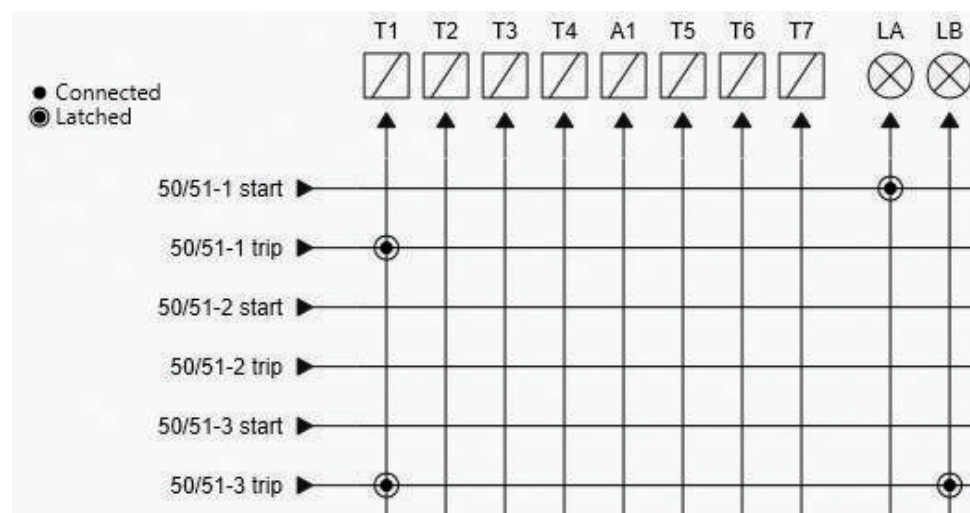 T1 T2 T3 T4 A1 T5 T6 T7 LA LB
Connected
Latched
50/51-1 start
50/51-1 trip
50/51-2 start
50/51-2 trip
50/51-3 start
50/51-3 trip